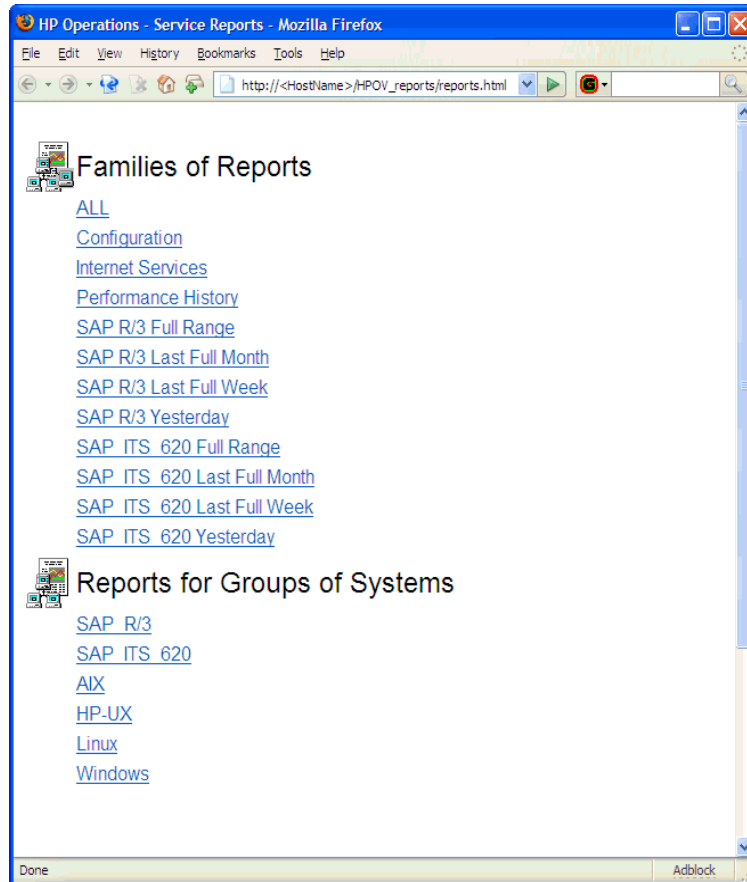 HP Operations - Service Reports - Mozilla Firefox
File Edit View History Bookmarks Tools Help
http://<HostName>/HPOV_reports/reports.html
G
Families of Reports
ALL
Configuration
Internet Services
Performance History
SAP R/3 Full Range
SAP R/3 Last Full Month
SAP R/3 Last Full Week
SAP R/3 Yesterday
SAP_ITS_620 Full Range
SAP_ITS_620 Last Full Month
SAP_ITS_620 Last Full Week
SAP_ITS_620 Yesterday
Reports for Groups of Systems
SAP_R/3
SAP_ITS_620
AIX
HP-UX
Linux
Windows
Done Adblock